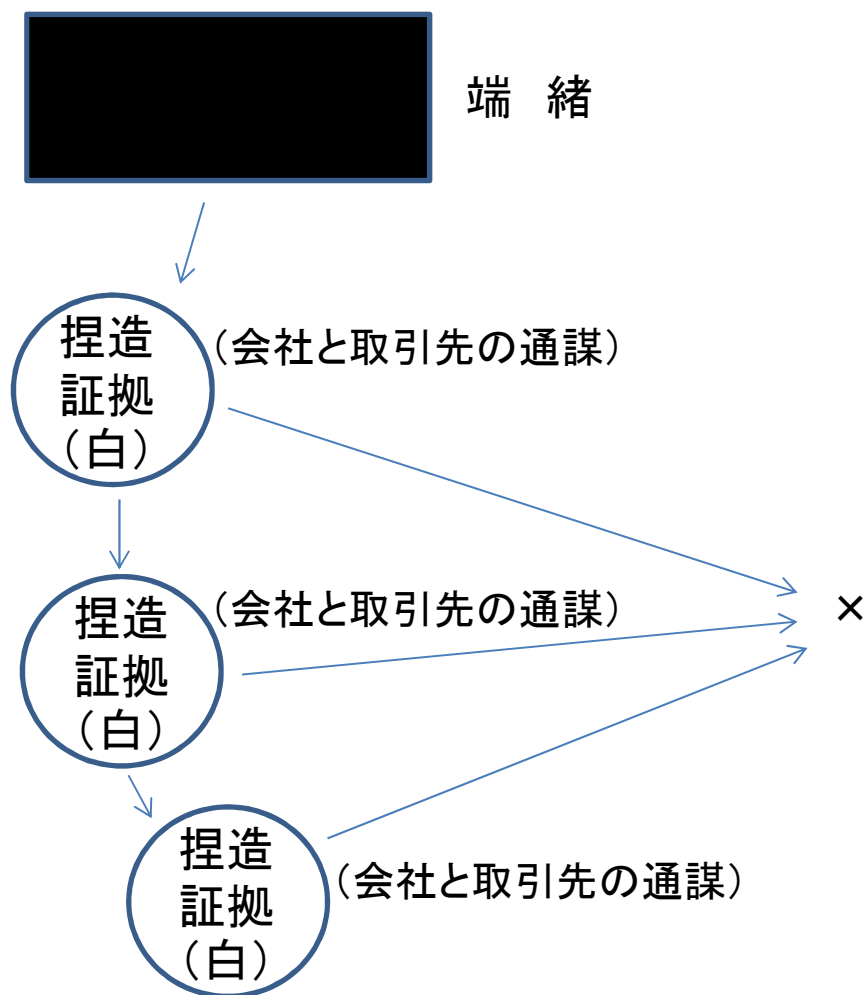 端　緒
捏造
証拠
（白）
（会社と取引先の通謀）
捏造
証拠
（白）
（会社と取引先の通謀）
×
捏造
証拠
（白）
（会社と取引先の通謀）